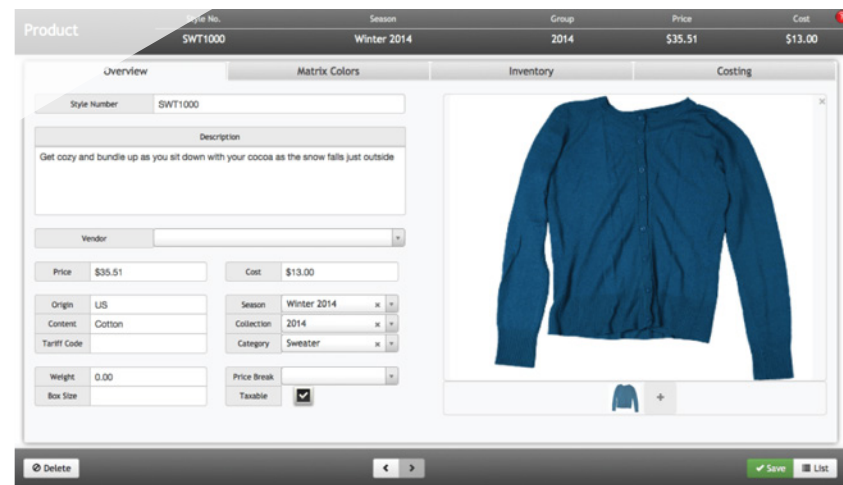 Product
Style No. Season Group Price Cost
SWT1000 Winter 2014 2014 $35.51 $13.00
Overview Matrix Colors Inventory Costing
Style Number SWT1000
Description
Get cozy and bundle up as you sit down with your cocoa as the snow falls just outside
Vendor
Price $35.51 Cost $13.00
Origin US Season Winter 2014
Content Cotton Collection 2014
Tariff Code Category Sweater
Weight 0.00 Price Break
Box Size Taxable
Delete Save List